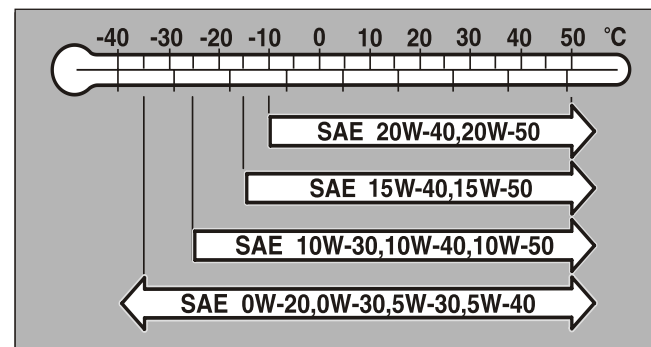 -40 -30 -20 -10 0 10 20 30 40 50 °C
SAE 20W-40,20W-50
SAE 15W-40,15W-50
SAE 10W-30,10W-40,10W-50
SAE 0W-20,0W-30,5W-30,5W-40